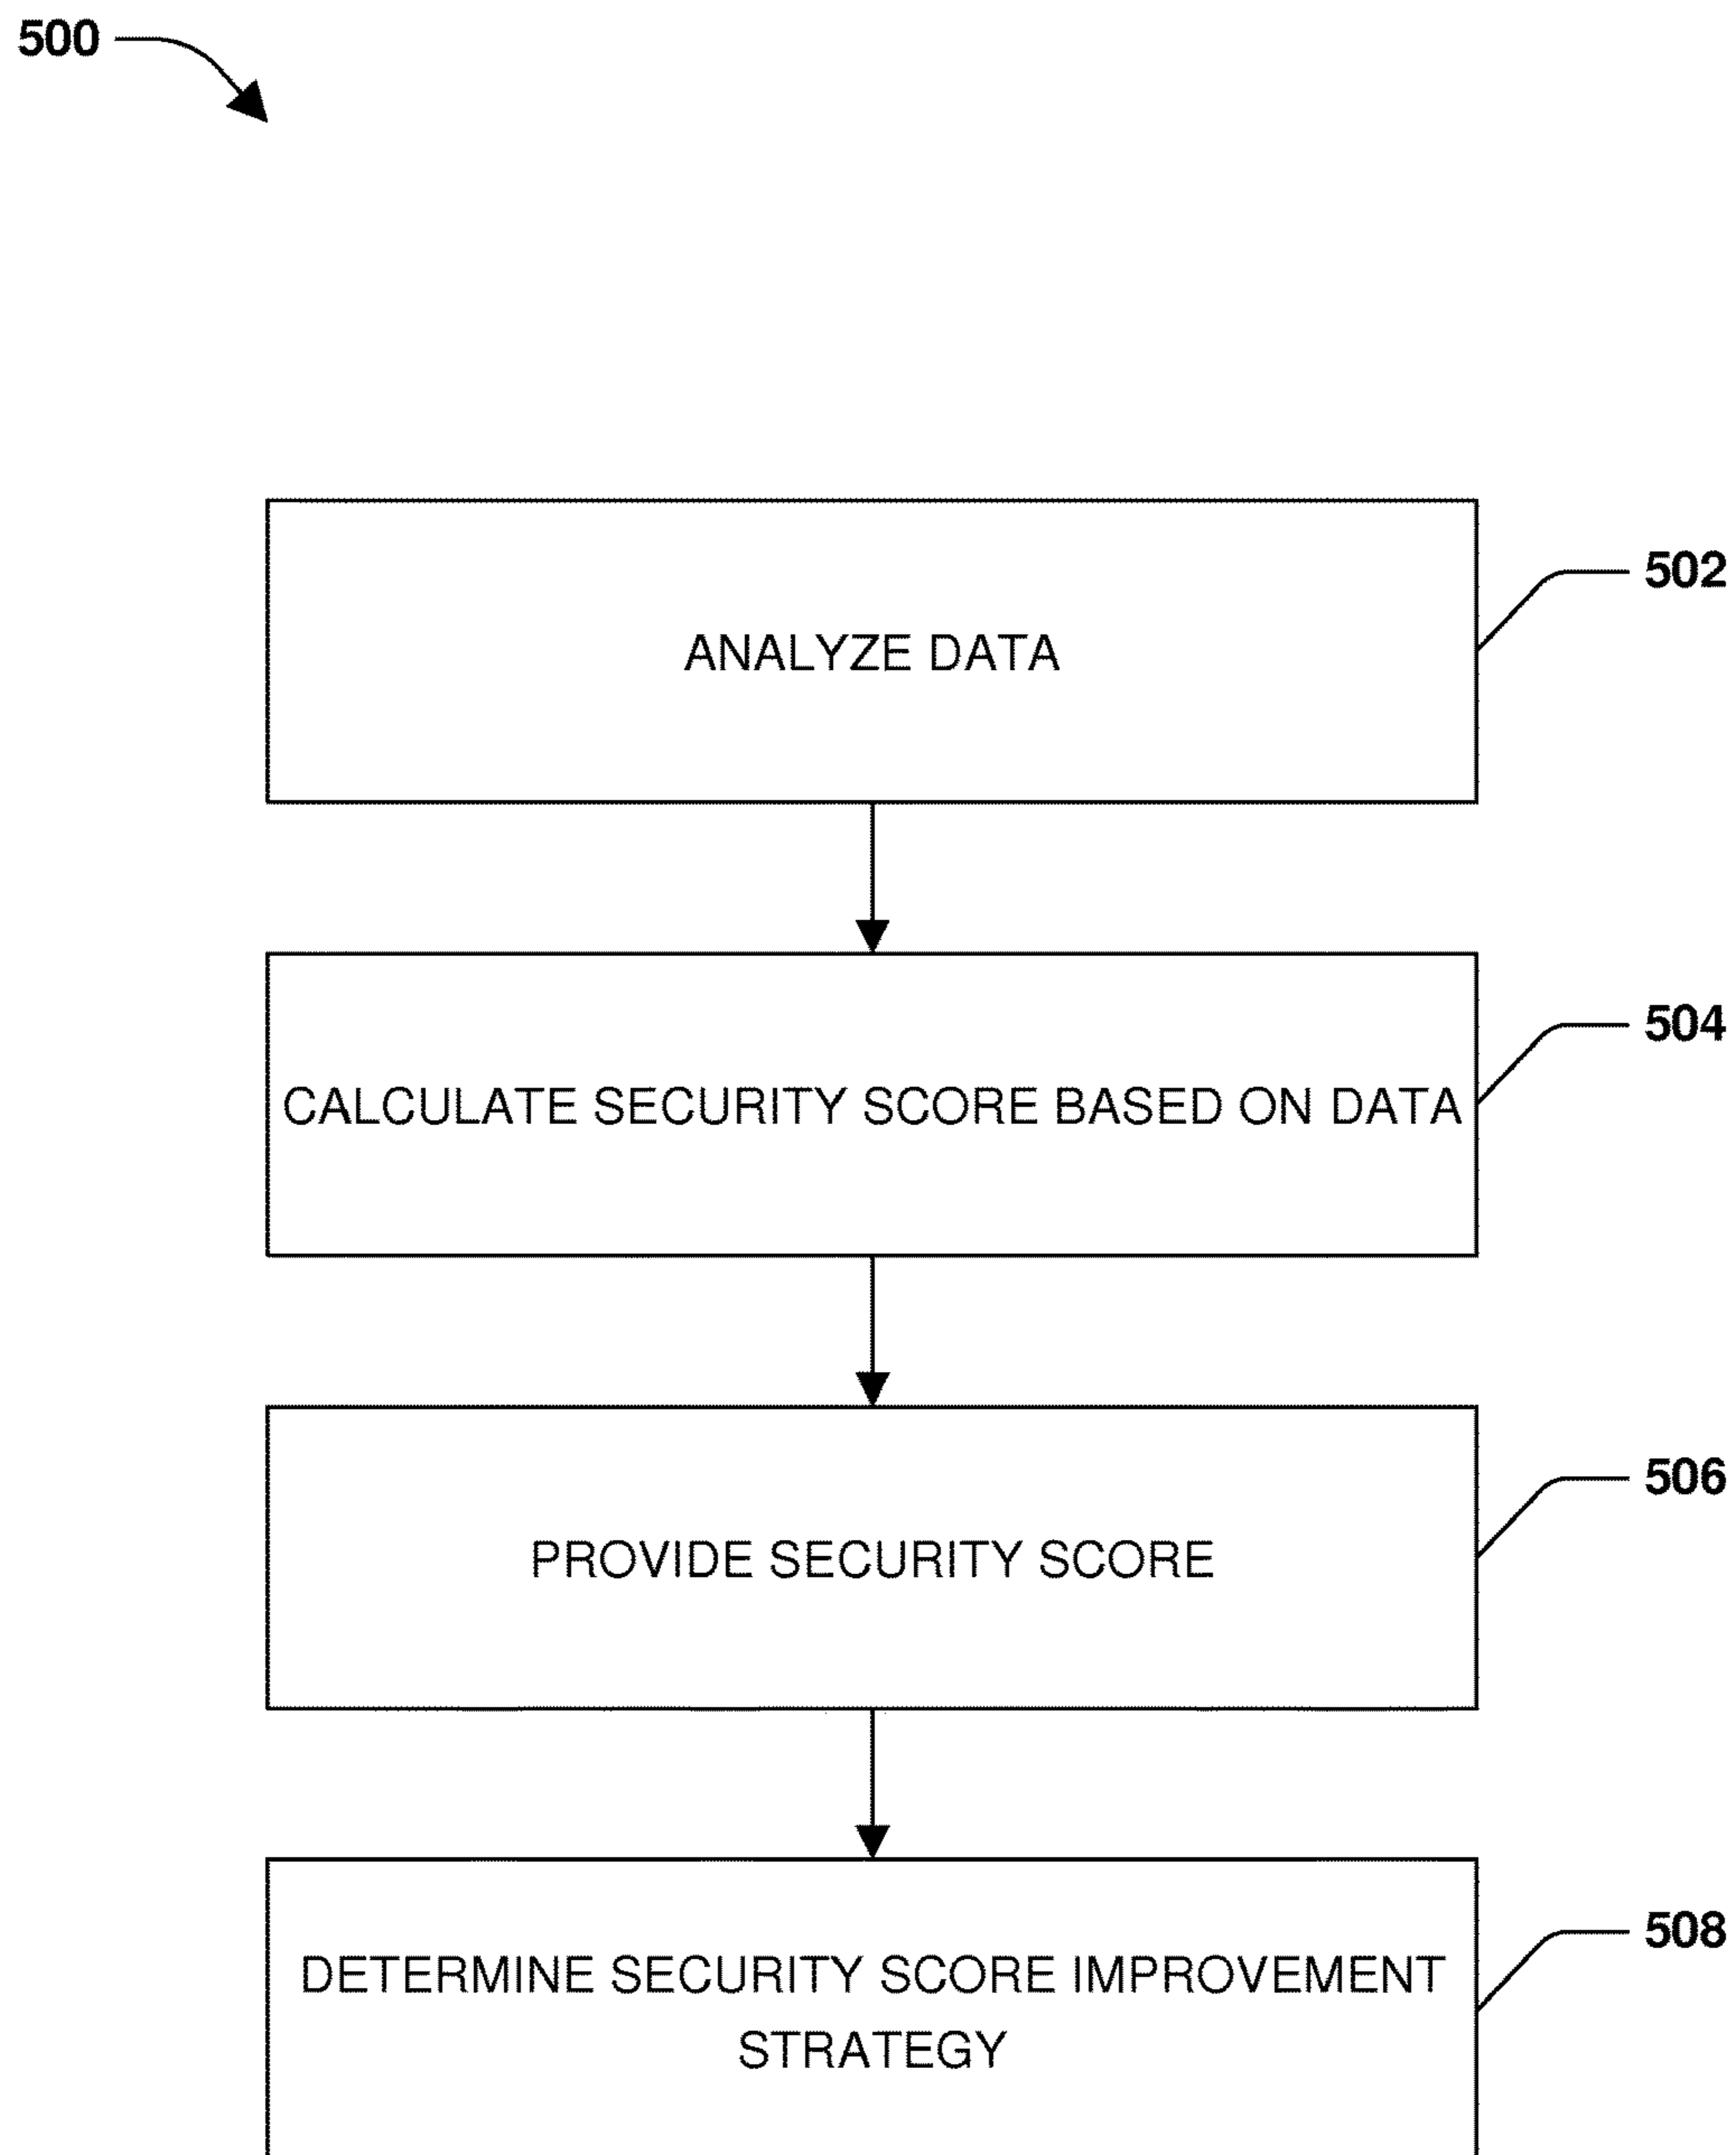 500
ANALYZE DATA
502
CALCULATE SECURITY SCORE BASED ON DATA
504
PROVIDE SECURITY SCORE
506
DETERMINE SECURITY SCORE IMPROVEMENT
STRATEGY
508